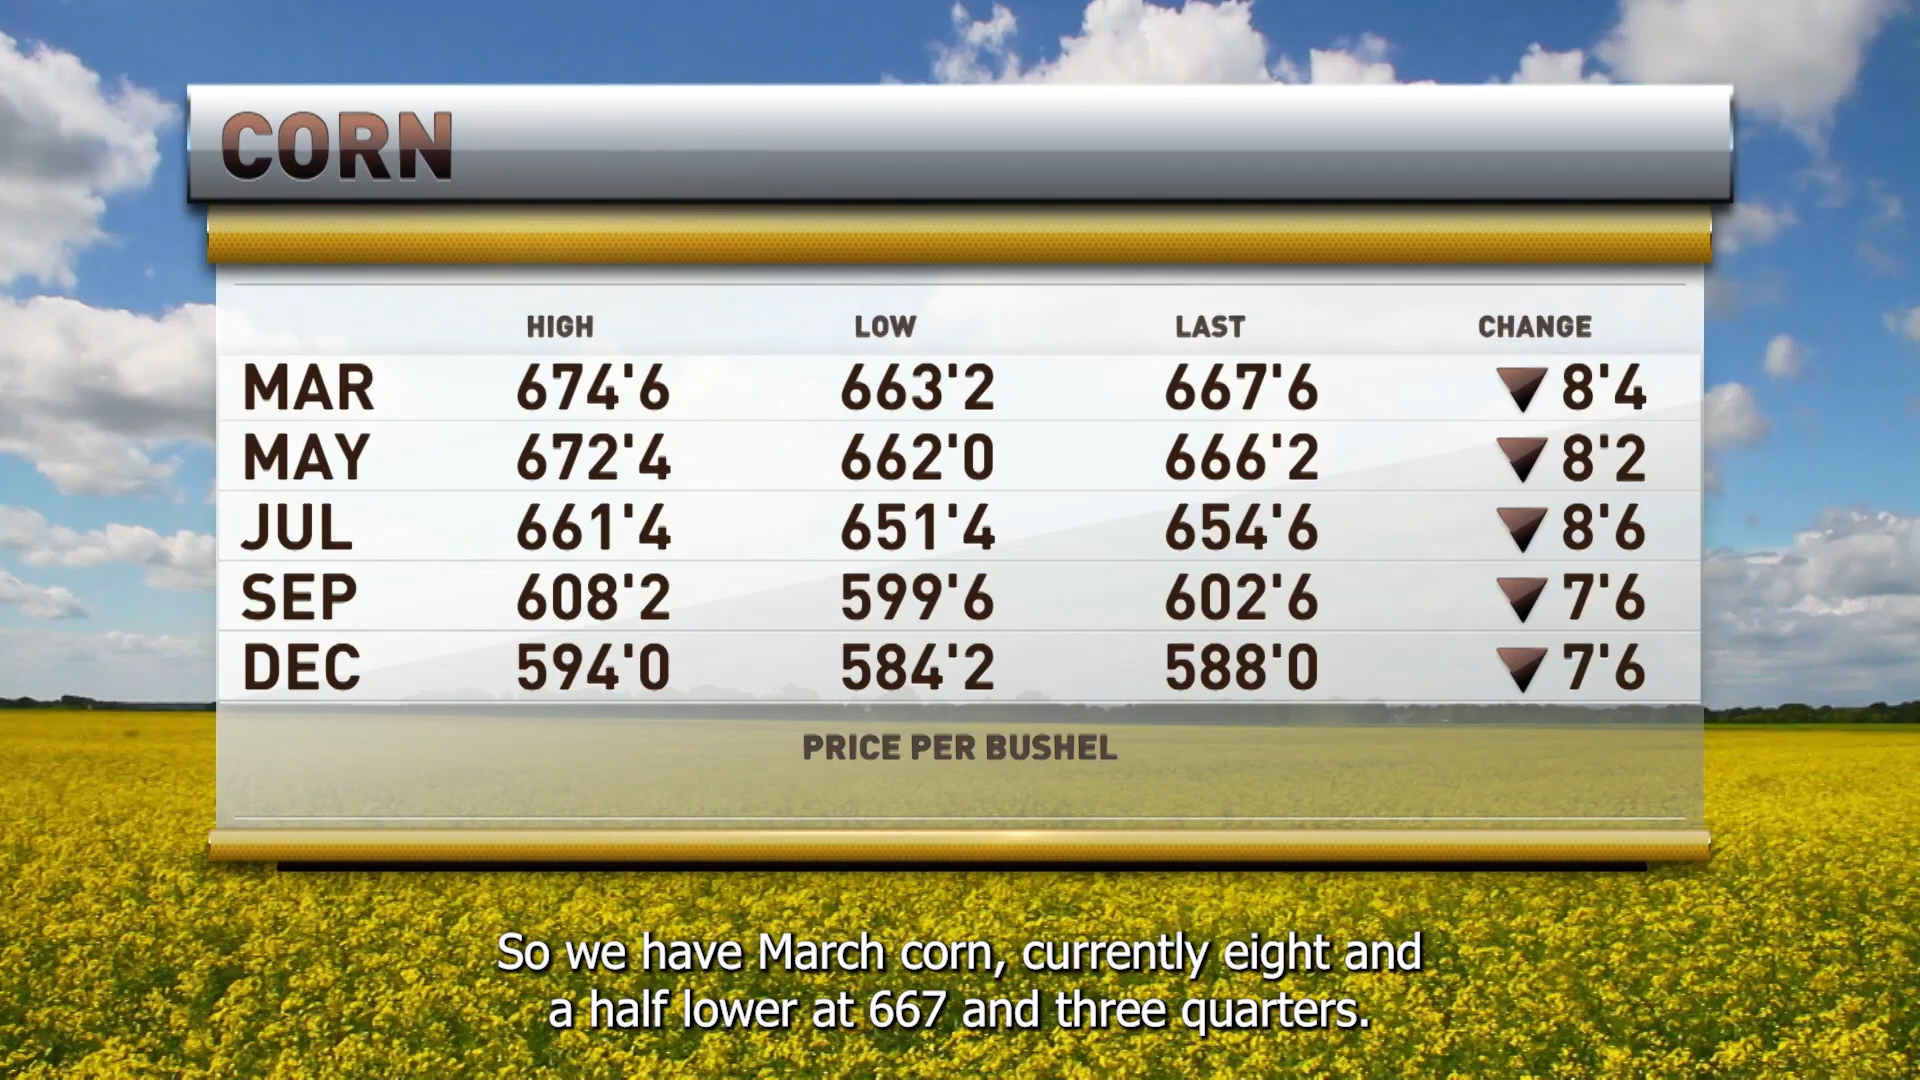 CORN
HIGH LOW LAST CHANGE
MAR 674'6 663'2 667'6 ▼ 8'4
MAY 672'4 662'0 666'2 ▼ 8'2
JUL 661'4 651'4 654'6 ▼ 8'6
SEP 608'2 599'6 602'6 ▼ 7'6
DEC 594'0 584'2 588'0 ▼ 7'6
PRICE PER BUSHEL
So we have March corn, currently eight and
a half lower at 667 and three quarters.